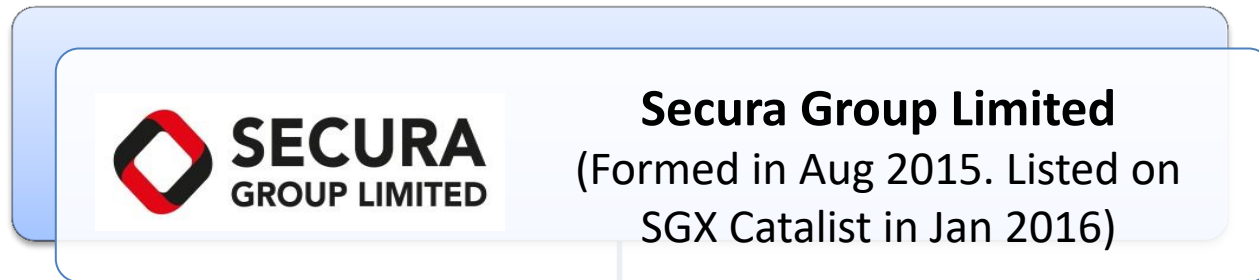 SECURA
GROUP LIMITED
Secura Group Limited
(Formed in Aug 2015. Listed on
SGX Catalist in Jan 2016)